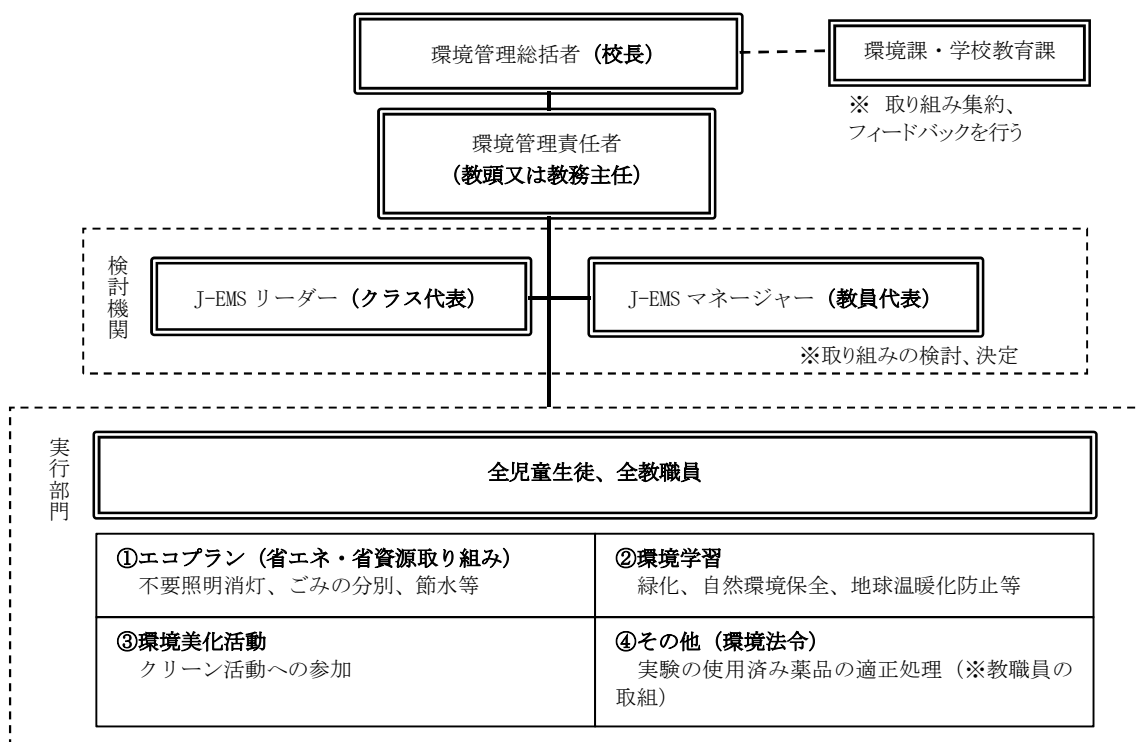 環境管理総括者（校長）
環境課・学校教育課
※　取り組み集約、
フィードバックを行う
環境管理責任者
（教頭又は教務主任）
検討機関
J-EMS リーダー（クラス代表）
J-EMS マネージャー（教員代表）
※取り組みの検討、決定
実行部門
全児童生徒、全教職員
①エコプラン（省エネ・省資源取り組み）
不要照明消灯、ごみの分別、節水等
②環境学習
緑化、自然環境保全、地球温暖化防止等
③環境美化活動
クリーン活動への参加
④その他（環境法令）
実験の使用済み薬品の適正処理（※教職員の
取組）